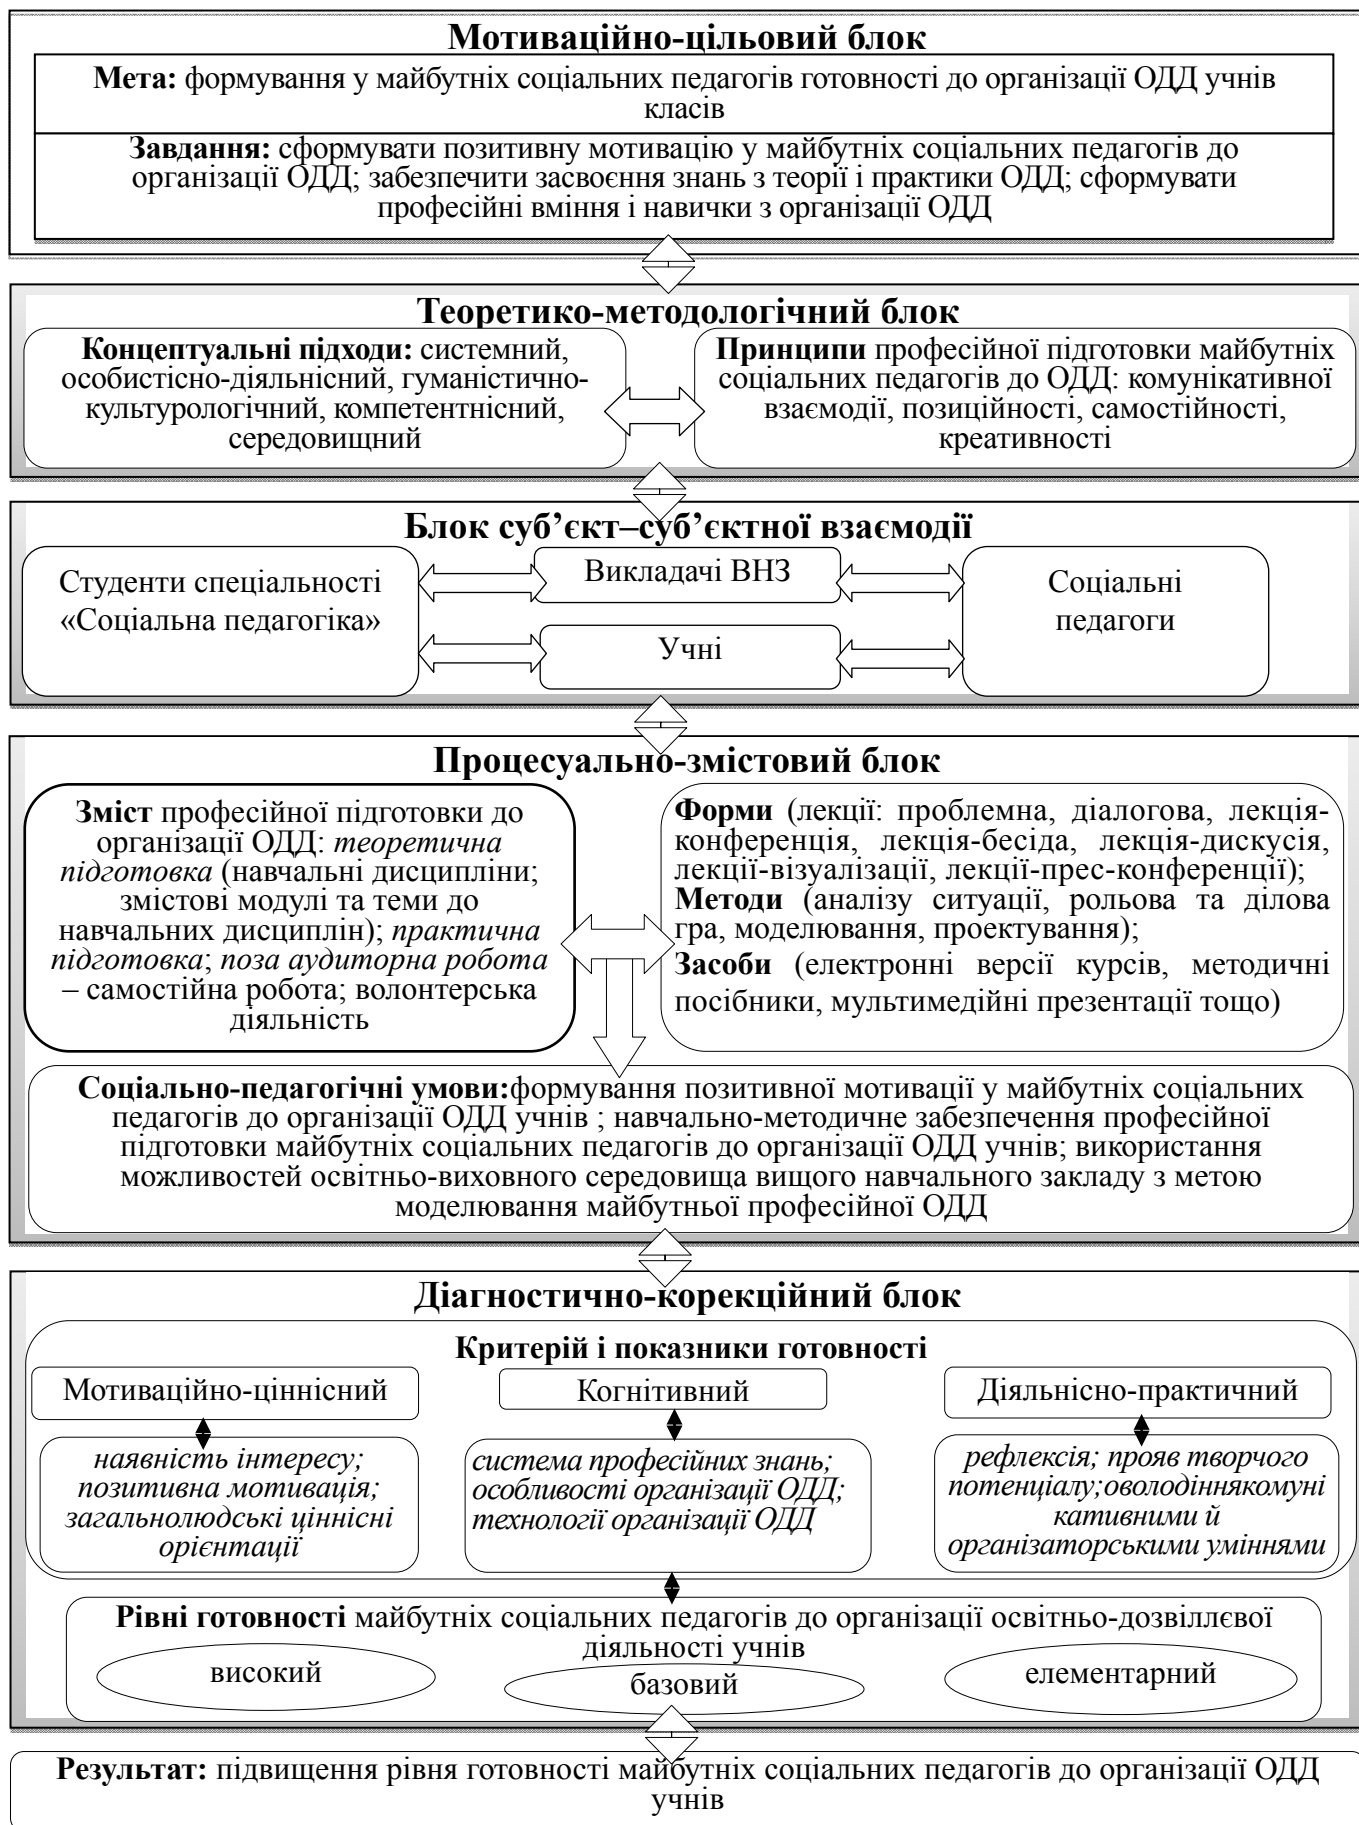 Мотиваційно-цільовий блок
Мета: формування у майбутніх соціальних педагогів готовності до організації ОДД учнів
класів
Завдання: сформувати позитивну мотивацію у майбутніх соціальних педагогів до
організації ОДД; забезпечити засвоєння знань з теорії і практики ОДД; сформувати
професійні вміння і навички з організації ОДД
Теоретико-методологічний блок
Концептуальні підходи: системний,
особистісно-діяльнісний, гуманістично-
культурологічний, компетентнісний,
середовищний
Принципи професійної підготовки майбутніх
соціальних педагогів до ОДД: комунікативної
взаємодії, позиційності, самостійності,
креативності
Блок суб’єкт–суб’єктної взаємодії
Студенти спеціальності
«Соціальна педагогіка»
Викладачі ВНЗ
Учні
Соціальні
педагоги
Процесуально-змістовий блок
Зміст професійної підготовки до
організації ОДД: теоретична
підготовка (навчальні дисципліни;
змістові модулі та теми до
навчальних дисциплін); практична
підготовка; поза аудиторна робота
– самостійна робота; волонтерська
діяльність
Форми (лекції: проблемна, діалогова, лекція-
конференція, лекція-бесіда, лекція-дискусія,
лекції-візуалізації, лекції-прес-конференції);
Методи (аналізу ситуації, рольова та ділова
гра, моделювання, проектування);
Засоби (електронні версії курсів, методичні
посібники, мультимедійні презентації тощо)
Соціально-педагогічні умови:формування позитивної мотивації у майбутніх соціальних
педагогів до організації ОДД учнів ; навчально-методичне забезпечення професійної
підготовки майбутніх соціальних педагогів до організації ОДД учнів; використання
можливостей освітньо-виховного середовища вищого навчального закладу з метою
моделювання майбутньої професійної ОДД
Діагностично-корекційний блок
Критерій і показники готовності
Мотиваційно-ціннісний
Когнітивний
Діяльнісно-практичний
наявність інтересу;
позитивна мотивація;
загальнолюдські ціннісні
орієнтації
система професійних знань;
особливості організації ОДД;
технології організації ОДД
рефлексія; прояв творчого
потенціалу;оволодіннякомуні
кативними й
організаторськими уміннями
Рівні готовності майбутніх соціальних педагогів до організації освітньо-дозвіллєвої
діяльності учнів
високий
базовий
елементарний
Результат: підвищення рівня готовності майбутніх соціальних педагогів до організації ОДД
учнів